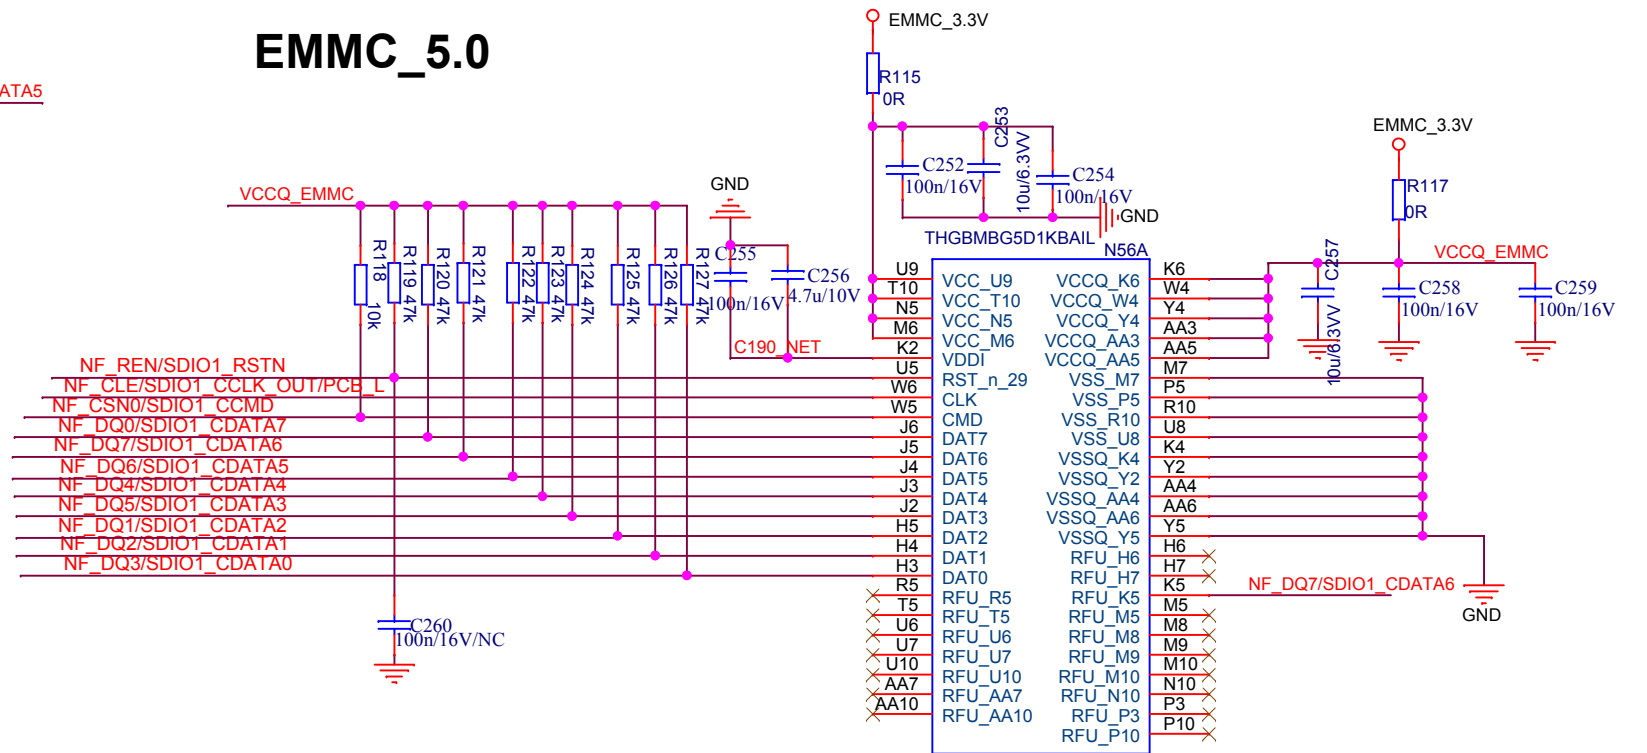 EMMC_5.0
ATA5
EMMC_3.3V
R115
0R
C252
100n/16V
C253
10u/6.3VV
C254
100n/16V
GND
EMMC_3.3V
R117
0R
VCCQ_EMMC
C257
10u/6.3VV
C258
100n/16V
C259
100n/16V
VCCQ_EMMC
R118 10k
R119 47k
R120 47k
R121 47k
R122 47k
R123 47k
R124 47k
R125 47k
R126 47k
R127 47k
GND
C255
100n/16V
C256
4.7u/10V
C190_NET
NF_REN/SDIO1_RSTN
NF_CLE/SDIO1_CCLK_OUT/PCB_L
NF_CSN0/SDIO1_CCMD
NF_DQ0/SDIO1_CDATA7
NF_DQ7/SDIO1_CDATA6
NF_DQ6/SDIO1_CDATA5
NF_DQ4/SDIO1_CDATA4
NF_DQ5/SDIO1_CDATA3
NF_DQ1/SDIO1_CDATA2
NF_DQ2/SDIO1_CDATA1
NF_DQ3/SDIO1_CDATA0
C260
100n/16V/NC
THGBMBG5D1KBAIL
N56A
U9 VCC_U9 VCCQ_K6 K6
T10 VCC_T10 VCCQ_W4 W4
N5 VCC_N5 VCCQ_Y4 Y4
M6 VCC_M6 VCCQ_AA3 AA3
K2 VDDI VCCQ_AA5 AA5
U5 RST_n_29 VSS_M7 M7
W6 CLK VSS_P5 P5
W5 CMD VSS_R10 R10
J6 DAT7 VSS_U8 U8
J5 DAT6 VSSQ_K4 K4
J4 DAT5 VSSQ_Y2 Y2
J3 DAT4 VSSQ_AA4 AA4
J2 DAT3 VSSQ_AA6 AA6
H5 DAT2 VSSQ_Y5 Y5
H4 DAT1 RFU_H6 H6
H3 DAT0 RFU_H7 H7
R5 RFU_R5 RFU_K5 K5
T5 RFU_T5 RFU_M5 M5
U6 RFU_U6 RFU_M8 M8
U7 RFU_U7 RFU_M9 M9
U10 RFU_U10 RFU_M10 M10
AA7 RFU_AA7 RFU_N10 N10
AA10 RFU_AA10 RFU_P3 P3
RFU_P10 P10
NF_DQ7/SDIO1_CDATA6
GND